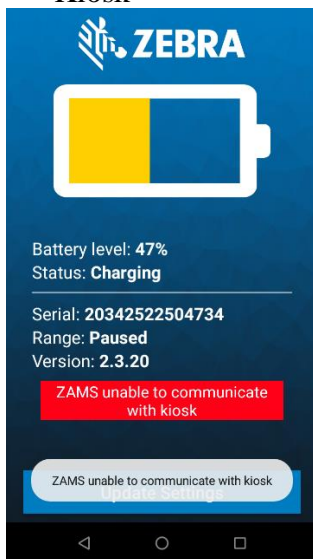 Kiosk
ZEBRA
Battery level: 47%
Status: Charging
Serial: 20342522504734
Range: Paused
Version: 2.3.20
ZAMS unable to communicate
with kiosk
ZAMS unable to communicate with kiosk
Update Settings